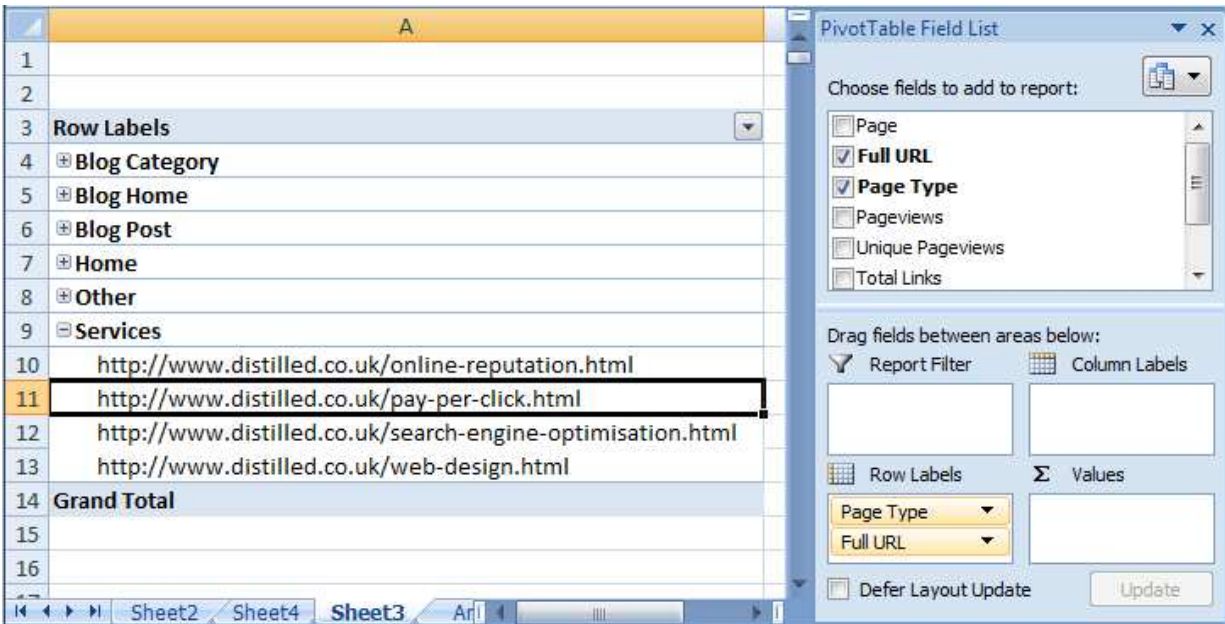 A
1
2
3 Row Labels
4 Blog Category
5 Blog Home
6 Blog Post
7 Home
8 Other
9 Services
10 http://www.distilled.co.uk/online-reputation.html
11 http://www.distilled.co.uk/pay-per-click.html
12 http://www.distilled.co.uk/search-engine-optimisation.html
13 http://www.distilled.co.uk/web-design.html
14 Grand Total
15
16
Sheet2 Sheet4 Sheet3
PivotTable Field List
Choose fields to add to report:
Page
Full URL
Page Type
Pageviews
Unique Pageviews
Total Links
Drag fields between areas below:
Report Filter Column Labels
Row Labels Σ Values
Page Type
Full URL
Defer Layout Update Update